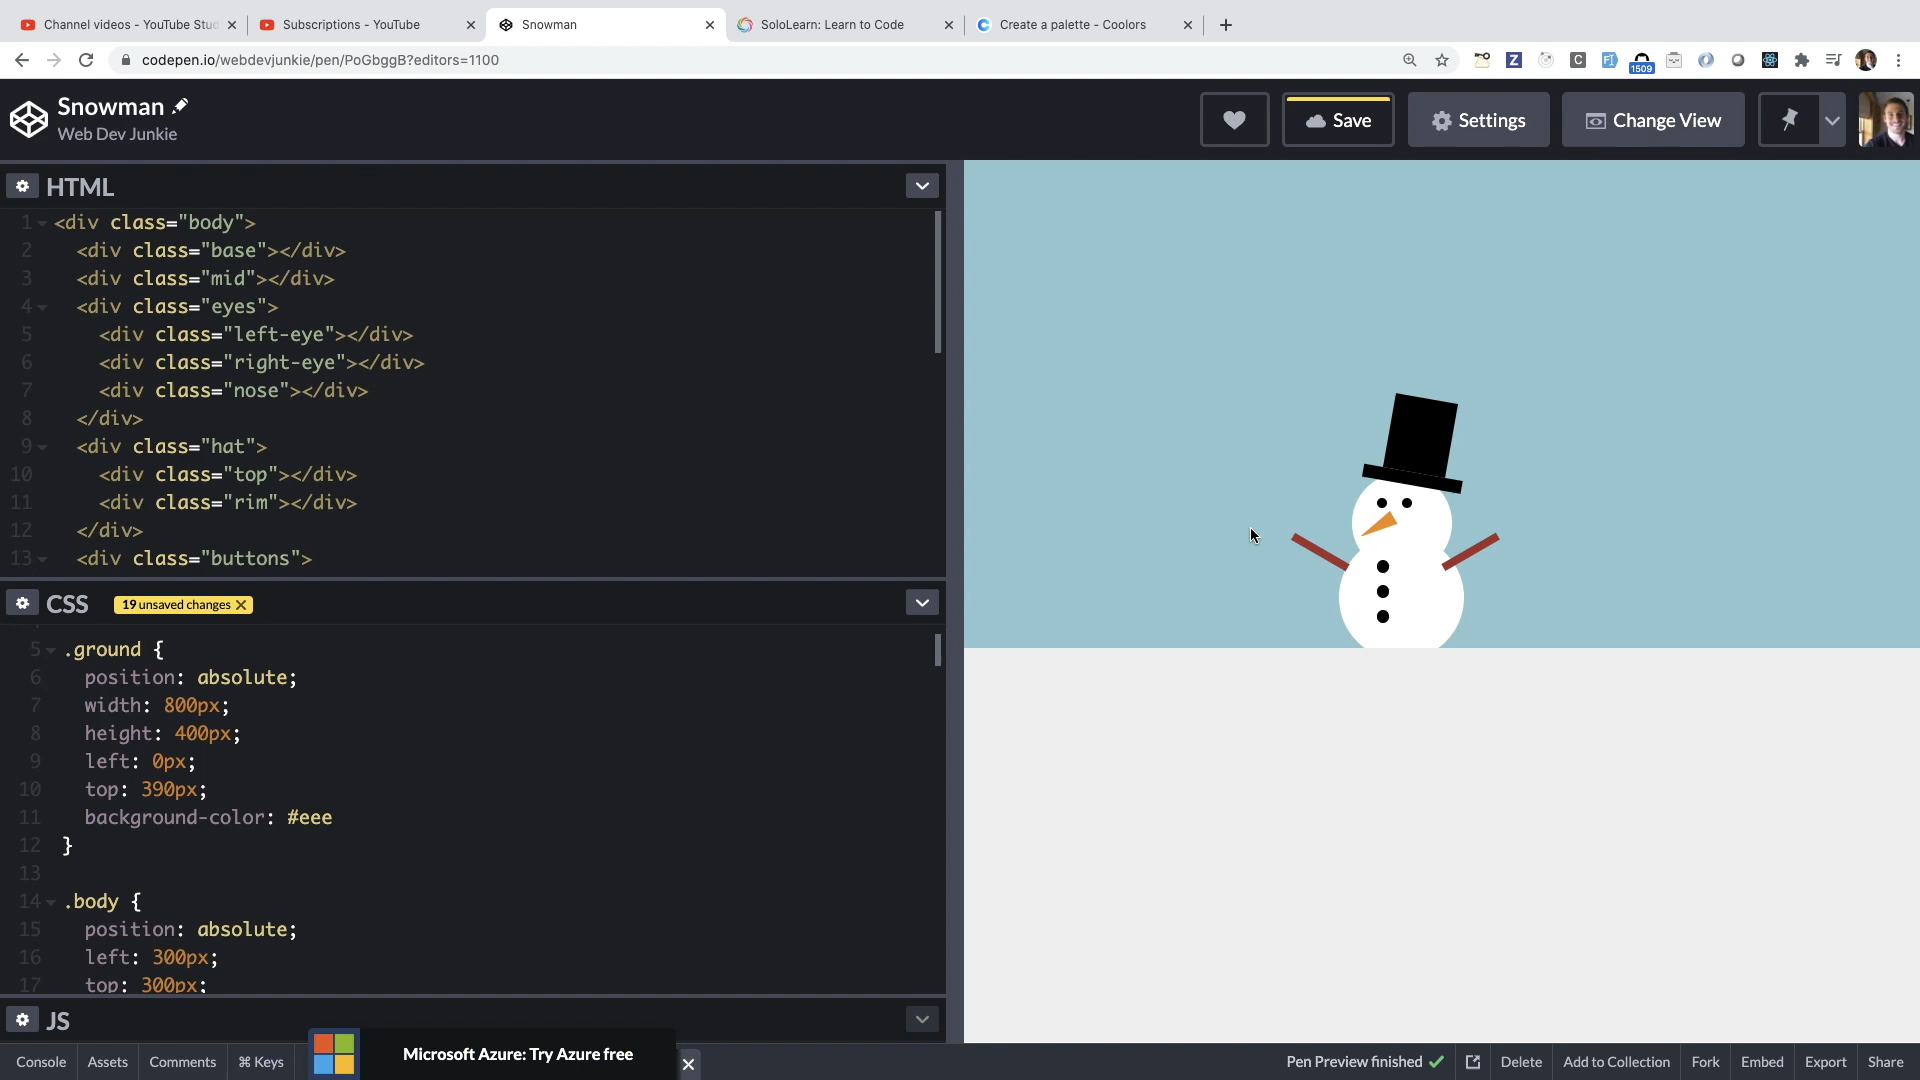 Channel videos - YouTube Stud
Subscriptions - YouTube
Snowman
SoloLearn: Learn to Code
Create a palette - Coolors
codepen.io/webdevjunkie/pen/PoGbggB?editors=1100
1509
Snowman
Web Dev Junkie
Save
Settings
Change View
HTML
1 <div class="body">
2 <div class="base"></div>
3 <div class="mid"></div>
4 <div class="eyes">
5 <div class="left-eye"></div>
6 <div class="right-eye"></div>
7 <div class="nose"></div>
8 </div>
9 <div class="hat">
10 <div class="top"></div>
11 <div class="rim"></div>
12 </div>
13 <div class="buttons">
CSS
19 unsaved changes
5 .ground {
6 position: absolute;
7 width: 800px;
8 height: 400px;
9 left: 0px;
10 top: 390px;
11 background-color: #eee
12 }
13
14 .body {
15 position: absolute;
16 left: 300px;
17 top: 300px;
JS
Console
Assets
Comments
⌘ Keys
Microsoft Azure: Try Azure free
Pen Preview finished
Delete
Add to Collection
Fork
Embed
Export
Share